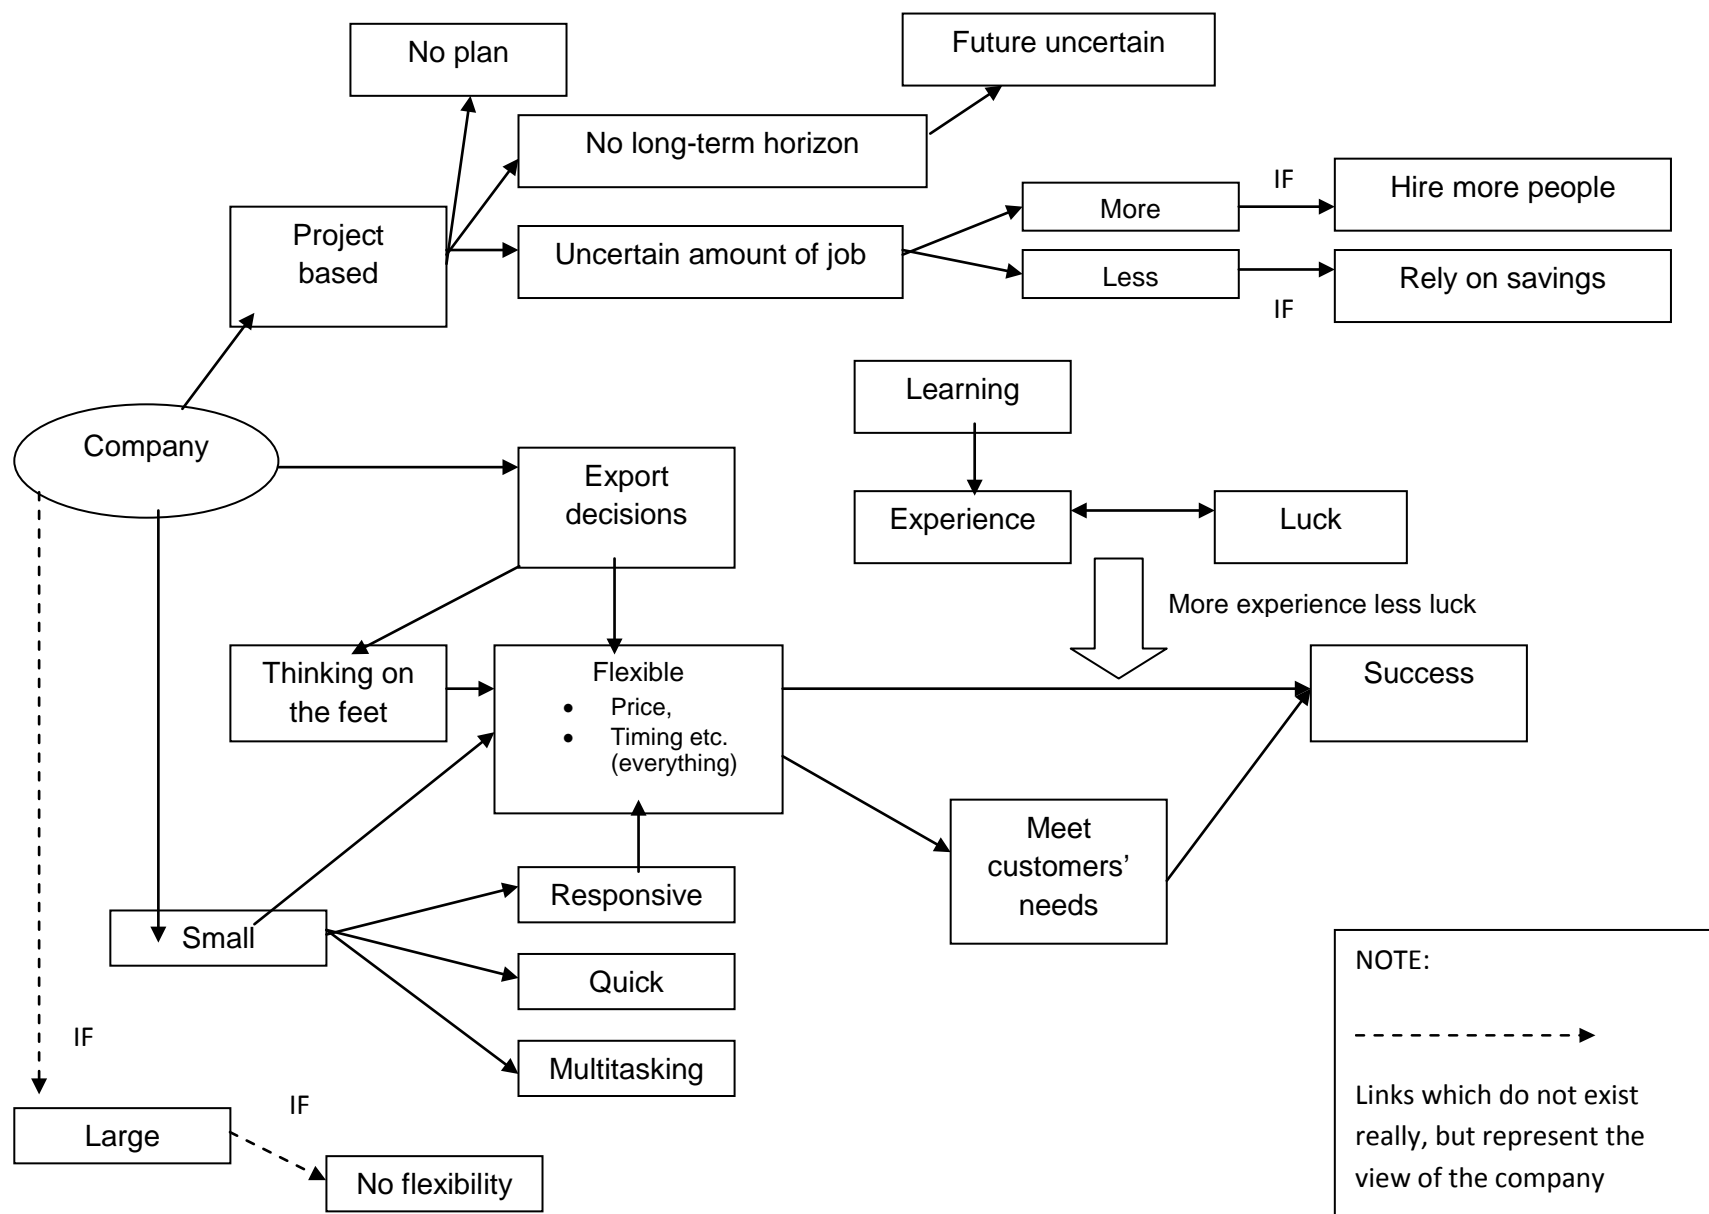 No plan
Future uncertain
No long-term horizon
IF
Hire more people
More
Project
based
Uncertain amount of job
Less
Rely on savings
IF
Learning
Company
Export
decisions
Experience
Luck
More experience less luck
Thinking on
the feet
Flexible
• Price,
• Timing etc.
(everything)
Success
Meet
customers’
needs
Responsive
Small
Quick
Multitasking
IF
Large
IF
No flexibility
NOTE:
Links which do not exist
really, but represent the
view of the company